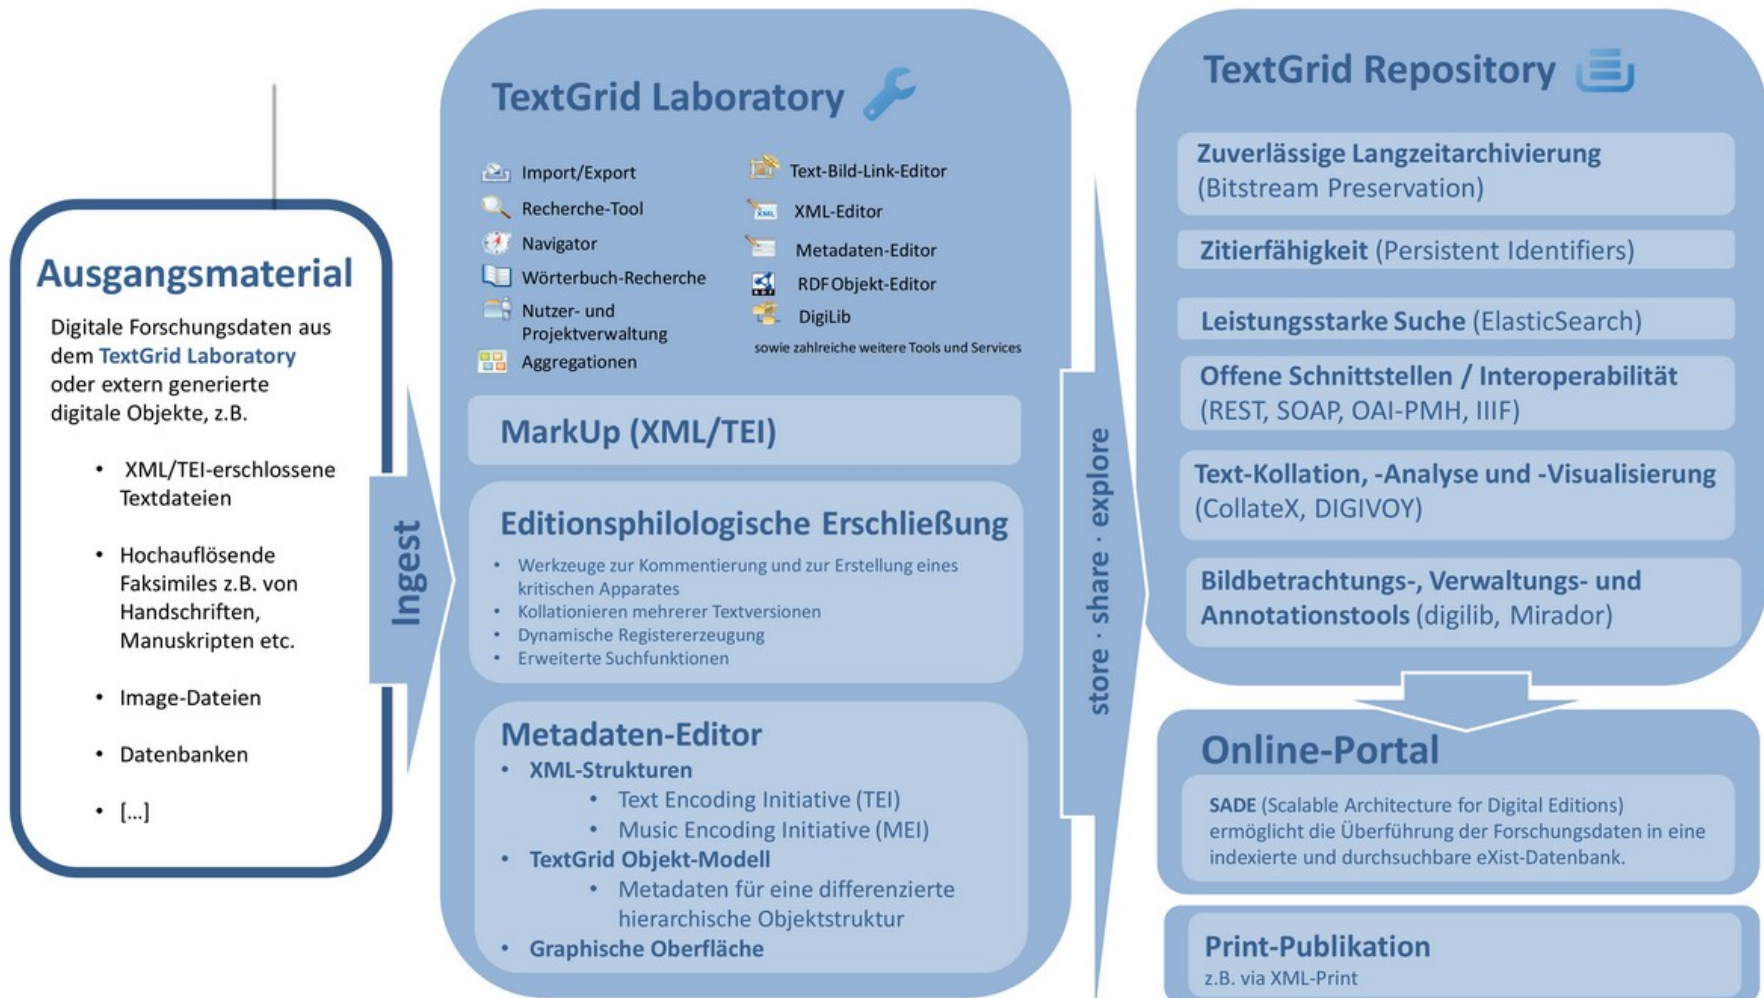 Ausgangsmaterial
Digitale Forschungsdaten aus
dem TextGrid Laboratory
oder extern generierte
digitale Objekte, z.B.
• XML/TEI-erschlossene
Textdateien
• Hochauflösende
Faksimiles z.B. von
Handschriften,
Manuskripten etc.
• Image-Dateien
• Datenbanken
• [...]
Ingest
TextGrid Laboratory
Import/Export
Recherche-Tool
Navigator
Wörterbuch-Recherche
Nutzer- und
Projektverwaltung
Aggregationen
Text-Bild-Link-Editor
XML-Editor
Metadaten-Editor
RDF Objekt-Editor
DigiLib
sowie zahlreiche weitere Tools und Services
MarkUp (XML/TEI)
Editionsphilologische Erschließung
• Werkzeuge zur Kommentierung und zur Erstellung eines
kritischen Apparates
• Kollationieren mehrerer Textversionen
• Dynamische Registererzeugung
• Erweiterte Suchfunktionen
Metadaten-Editor
• XML-Strukturen
• Text Encoding Initiative (TEI)
• Music Encoding Initiative (MEI)
• TextGrid Objekt-Modell
• Metadaten für eine differenzierte
hierarchische Objektstruktur
• Graphische Oberfläche
store · share · explore
TextGrid Repository
Zuverlässige Langzeitarchivierung
(Bitstream Preservation)
Zitierfähigkeit (Persistent Identifiers)
Leistungsstarke Suche (ElasticSearch)
Offene Schnittstellen / Interoperabilität
(REST, SOAP, OAI-PMH, IIIF)
Text-Kollation, -Analyse und -Visualisierung
(CollateX, DIGIVOY)
Bildbetrachtungs-, Verwaltungs- und
Annotationstools (digilib, Mirador)
Online-Portal
SADE (Scalable Architecture for Digital Editions)
ermöglicht die Überführung der Forschungsdaten in eine
indexierte und durchsuchbare eXist-Datenbank.
Print-Publikation
z.B. via XML-Print